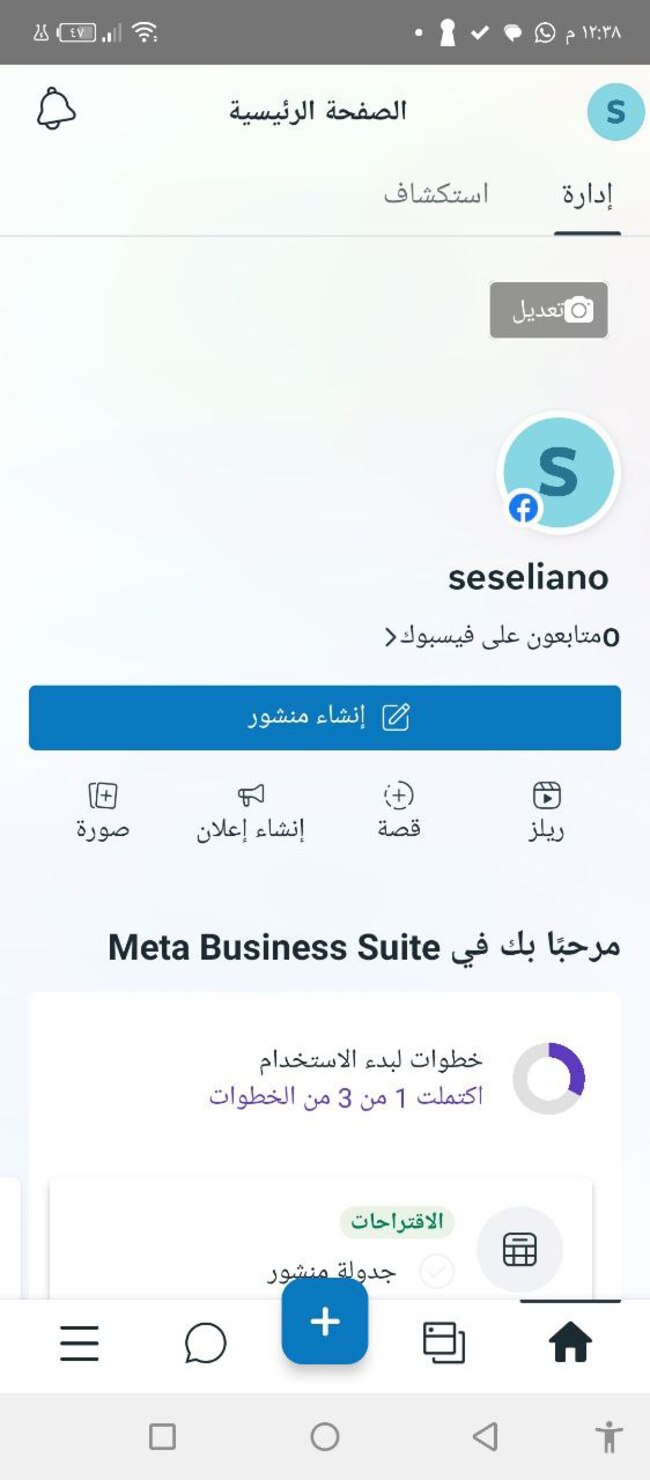 ١٢:٣٨ م
٤٧
S
الصفحة الرئيسية
إدارة
استكشاف
تعديل
S
seseliano
0متابعون على فيسبوك
إنشاء منشور
ريلز
قصة
إنشاء إعلان
صورة
مرحبًا بك في Meta Business Suite
خطوات لبدء الاستخدام
اكتملت 1 من 3 من الخطوات
الاقتراحات
جدولة منشور